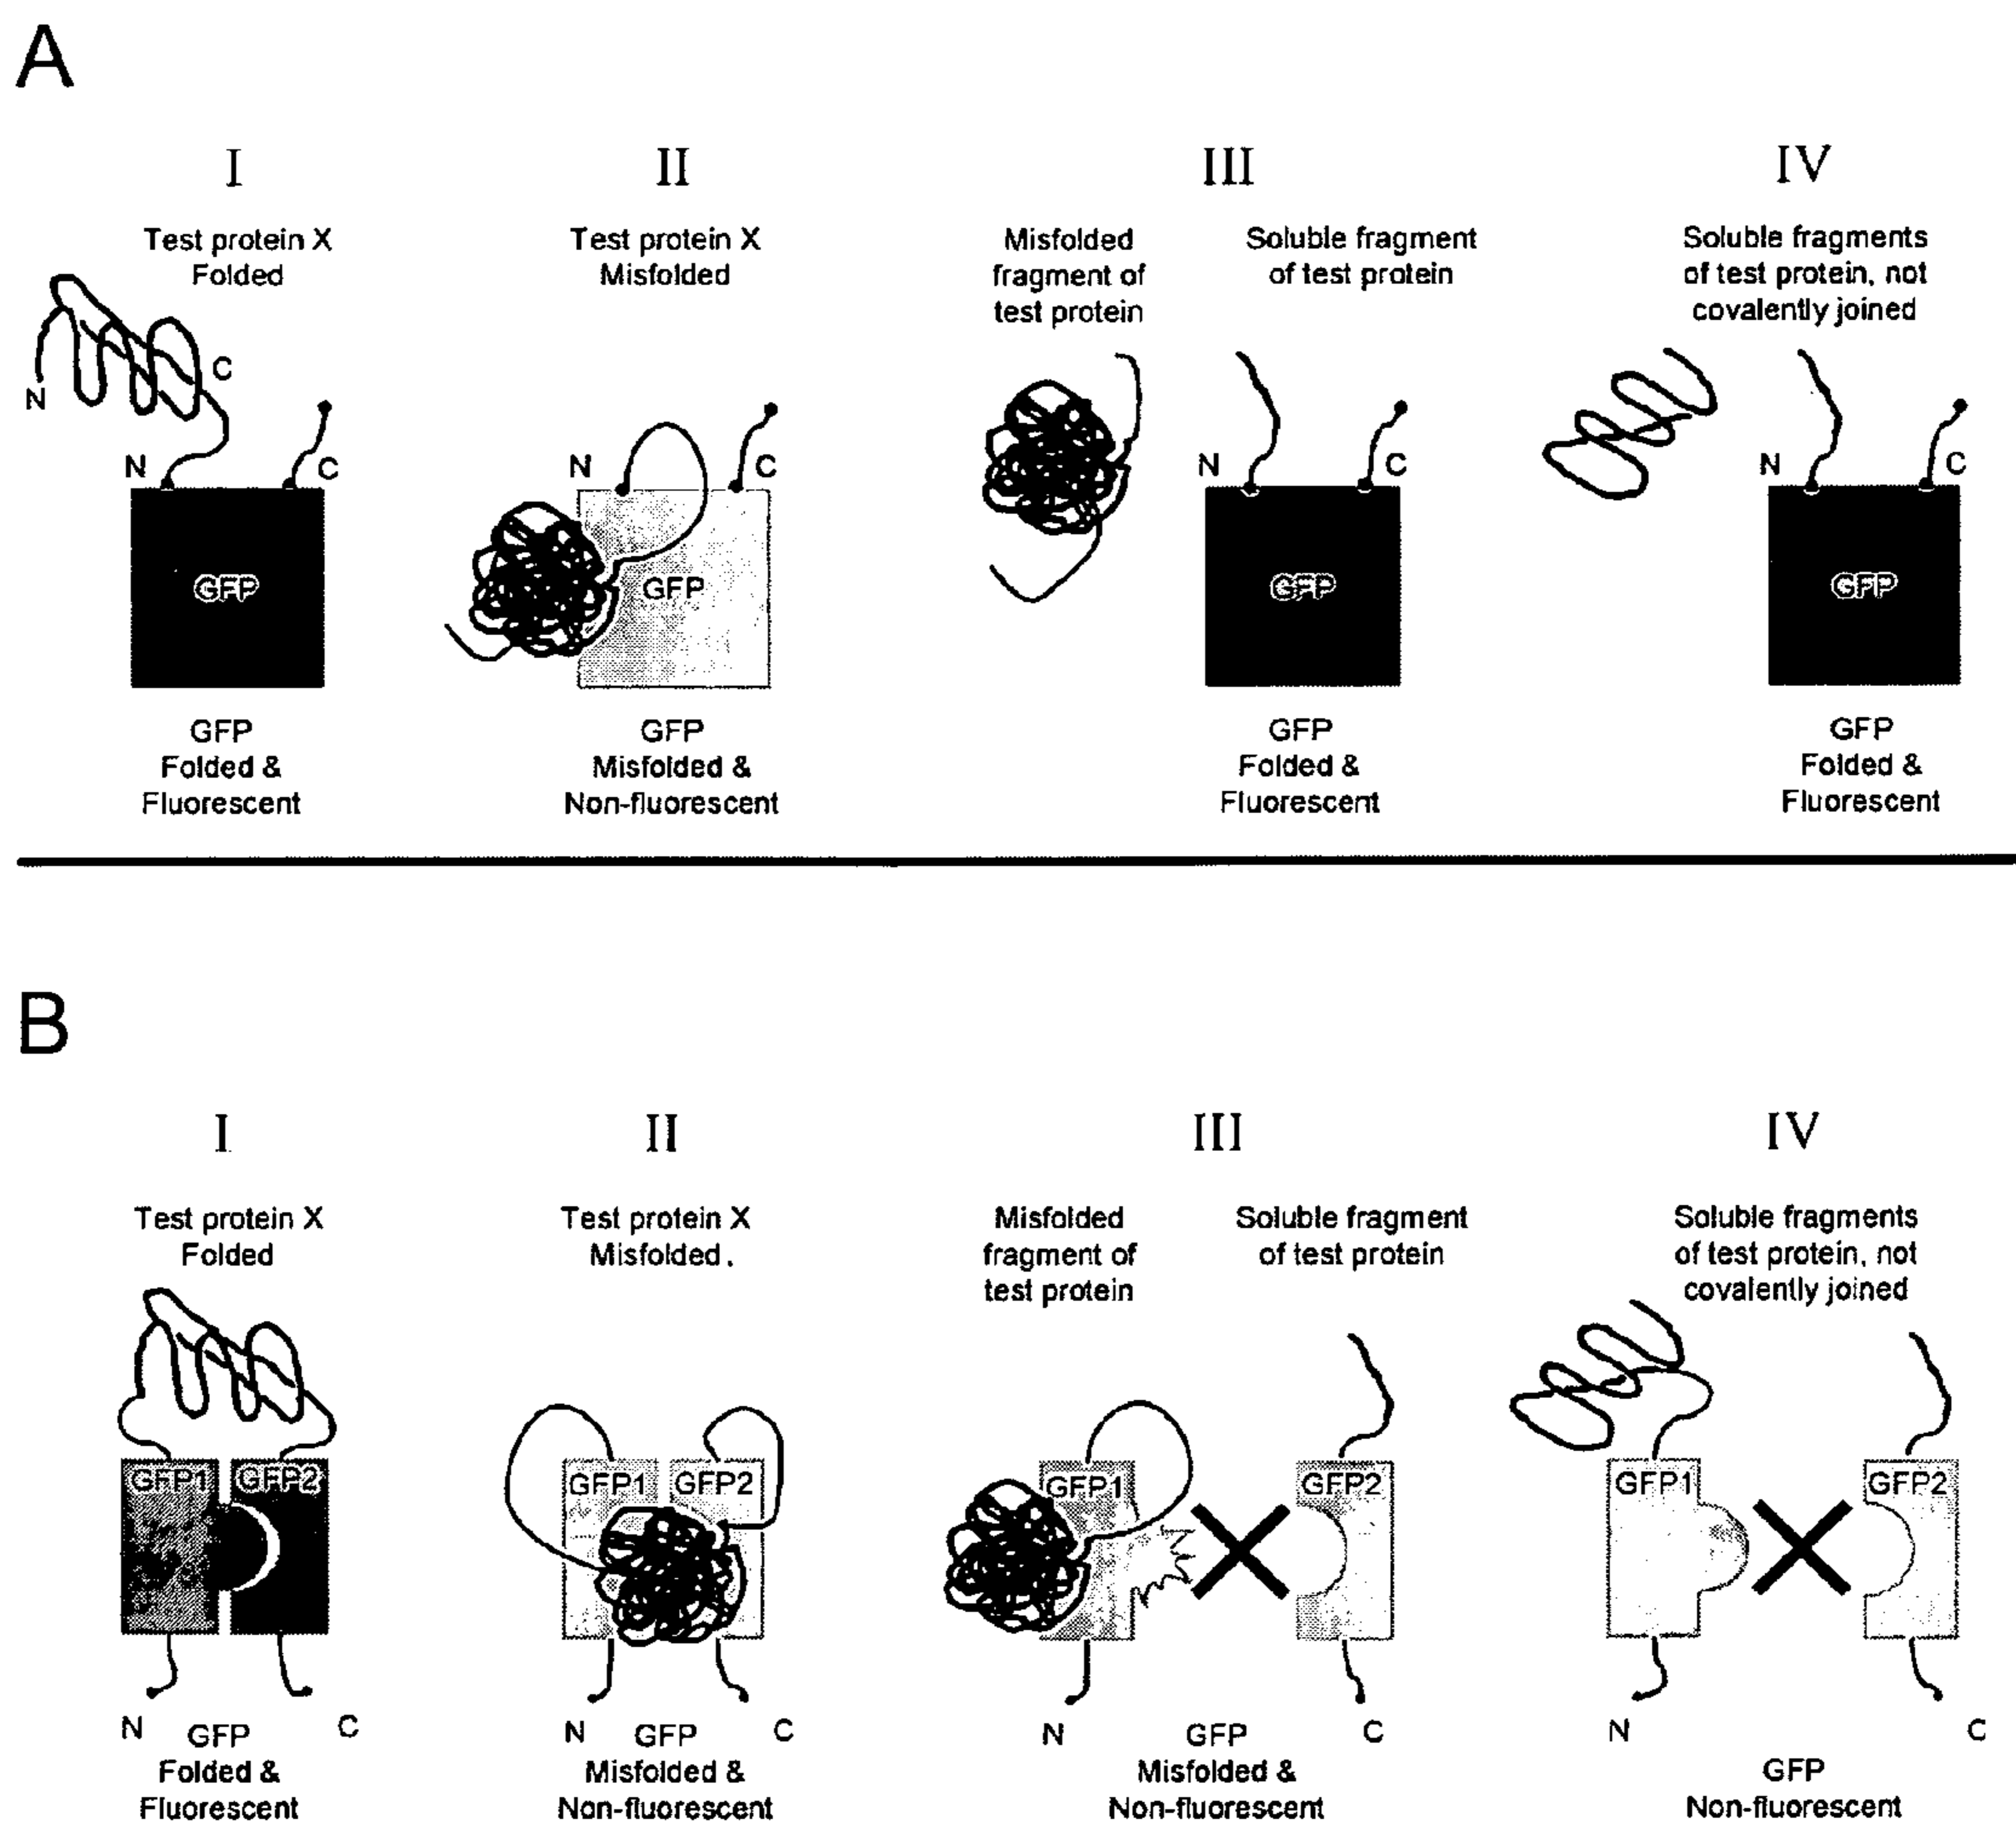 A
I
Test protein X
Folded
N
C
N
C
GFP
GFP
Folded &
Fluorescent
II
Test protein X
Misfolded
N
C
GFP
GFP
Misfolded &
Non-fluorescent
III
Misfolded
fragment of
test protein
Soluble fragment
of test protein
N
C
GFP
GFP
Folded &
Fluorescent
IV
Soluble fragments
of test protein, not
covalently joined
N
C
GFP
GFP
Folded &
Fluorescent
B
I
Test protein X
Folded
GFP1
GFP2
N
GFP
C
Folded &
Fluorescent
II
Test protein X
Misfolded.
GFP1
GFP2
N
GFP
C
Misfolded &
Non-fluorescent
III
Misfolded
fragment of
test protein
Soluble fragment
of test protein
GFP1
GFP2
N
GFP
C
Misfolded &
Non-fluorescent
IV
Soluble fragments
of test protein, not
covalently joined
GFP1
GFP2
N
C
GFP
Non-fluorescent